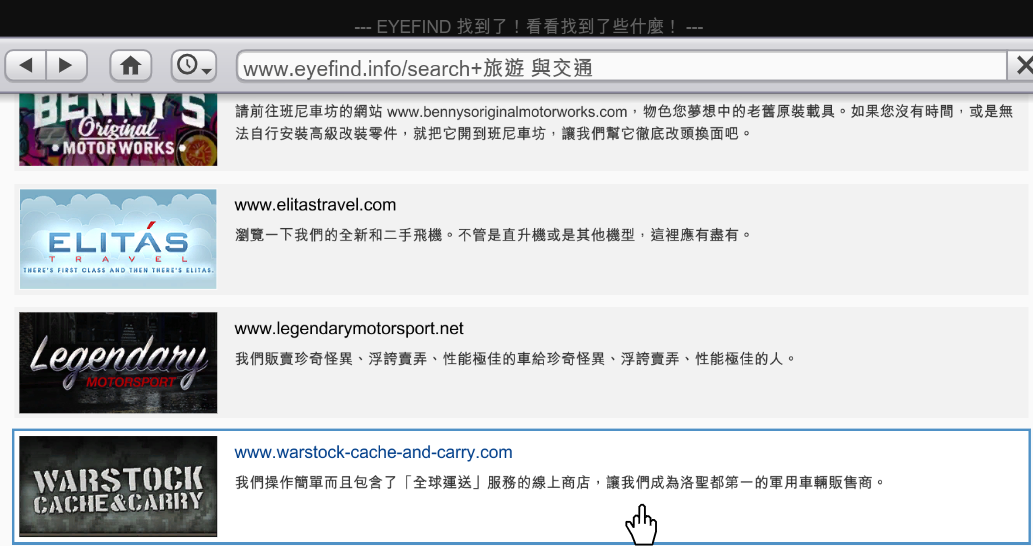 --- EYEFIND 找到了！看看找到了些什麼！ ---
www.eyefind.info/search+旅遊 與交通
BENNY'S
Original
MOTOR WORKS
請前往班尼車坊的網站 www.bennysoriginalmotorworks.com，物色您夢想中的老舊原裝載具。如果您沒有時間，或是無
法自行安裝高級改裝零件，就把它開到班尼車坊，讓我們幫它徹底改頭換面吧。
ELITÁS
TRAVEL
THERE'S FIRST CLASS AND THEN THERE'S ELITAS.
www.elitastravel.com
瀏覽一下我們的全新和二手飛機。不管是直升機或是其他機型，這裡應有盡有。
Legendary
MOTORSPORT
www.legendarymotorsport.net
我們販賣珍奇怪異、浮誇賣弄、性能極佳的車給珍奇怪異、浮誇賣弄、性能極佳的人。
WARSTOCK
CACHE&CARRY
www.warstock-cache-and-carry.com
我們操作簡單而且包含了「全球運送」服務的線上商店，讓我們成為洛聖都第一的軍用車輛販售商。